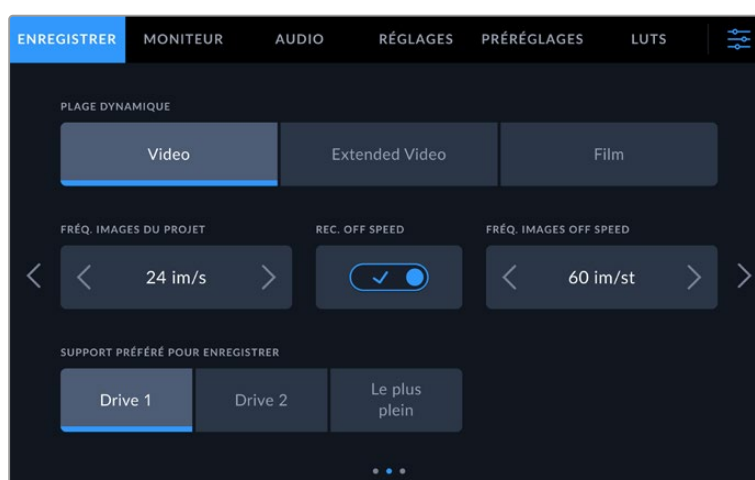 ENREGISTRER MONITEUR AUDIO RÉGLAGES PRÉRÉGLAGES LUTS
PLAGE DYNAMIQUE
Video Extended Video Film
FRÉQ. IMAGES DU PROJET REC. OFF SPEED FRÉQ. IMAGES OFF SPEED
24 im/s 60 im/st
SUPPORT PRÉFÉRÉ POUR ENREGISTRER
Drive 1 Drive 2 Le plus
plein